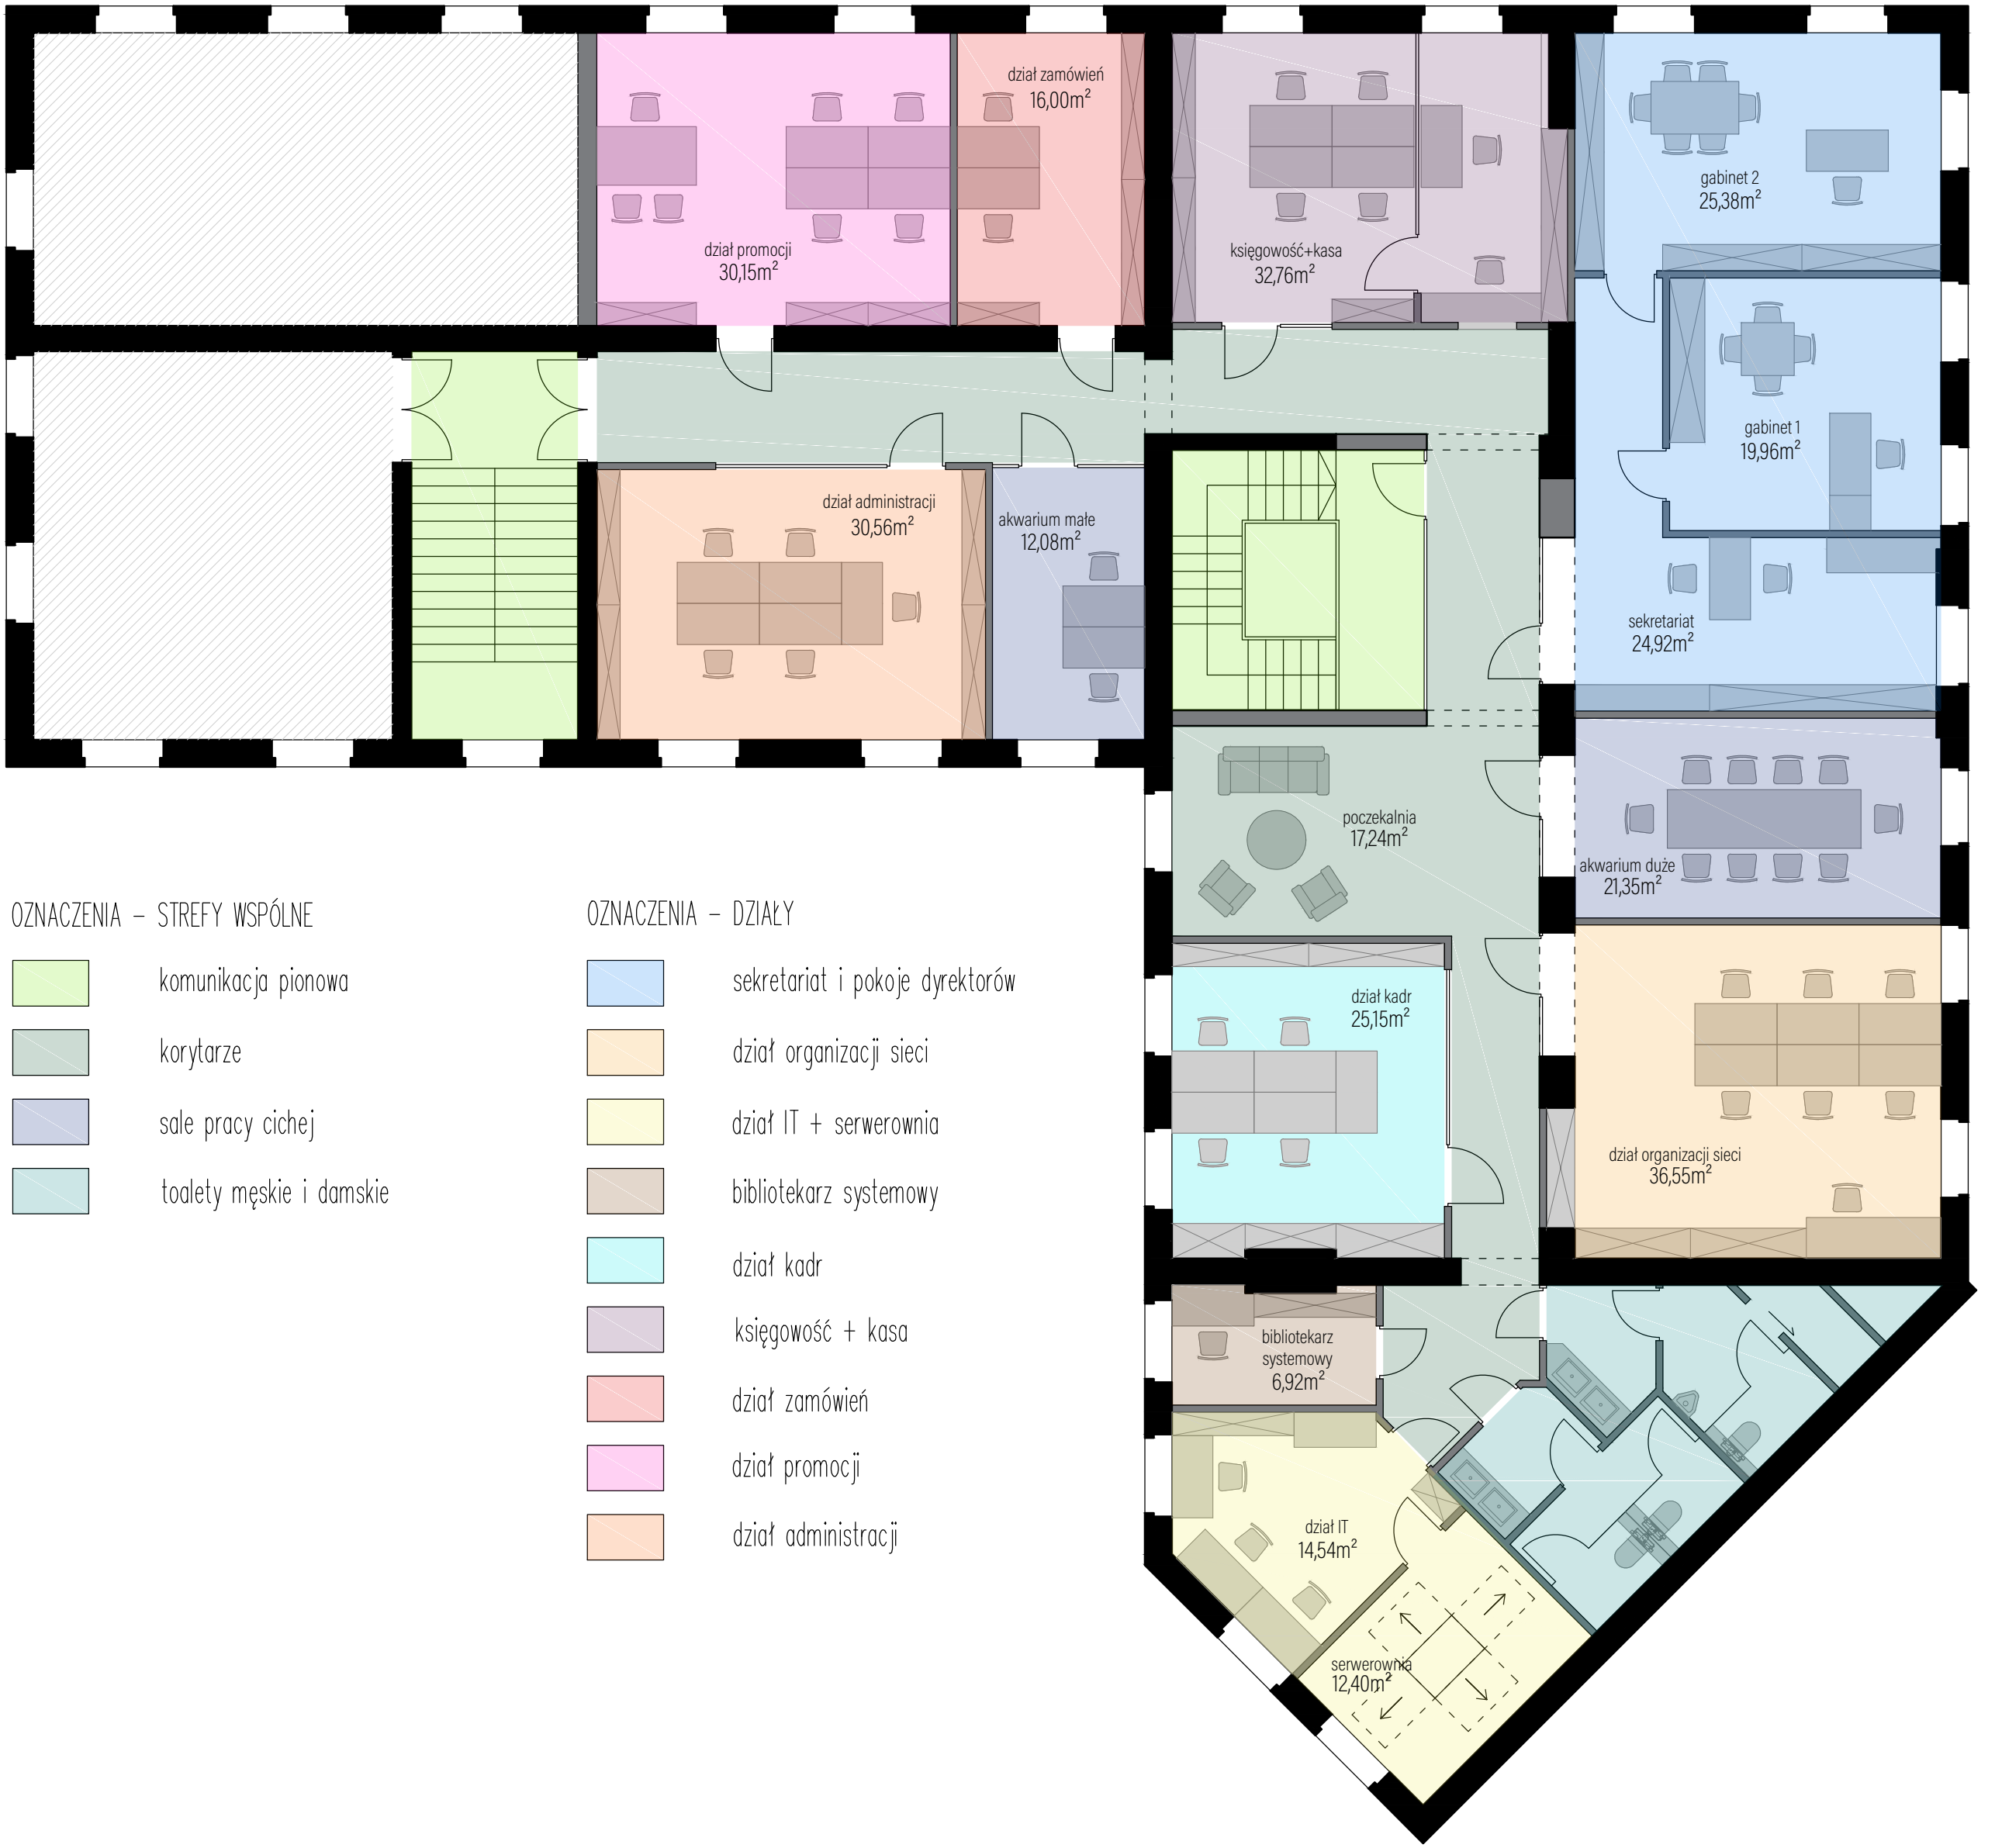 dział zamówień
16,00m²
dział promocji
30,15m²
księgowość+kasa
32,76m²
gabinet 2
25,38m²
gabinet 1
19,96m²
dział administracji
30,56m²
akwarium małe
12,08m²
sekretariat
24,92m²
poczekalnia
17,24m²
akwarium duże
21,35m²
dział kadr
25,15m²
dział organizacji sieci
36,55m²
bibliotekarz
systemowy
6,92m²
dział IT
14,54m²
serwerownia
12,40m²
OZNACZENIA – STREFY WSPÓLNE
komunikacja pionowa
korytarze
sale pracy cichej
toalety męskie i damskie
OZNACZENIA – DZIAŁY
sekretariat i pokoje dyrektorów
dział organizacji sieci
dział IT + serwerownia
bibliotekarz systemowy
dział kadr
księgowość + kasa
dział zamówień
dział promocji
dział administracji